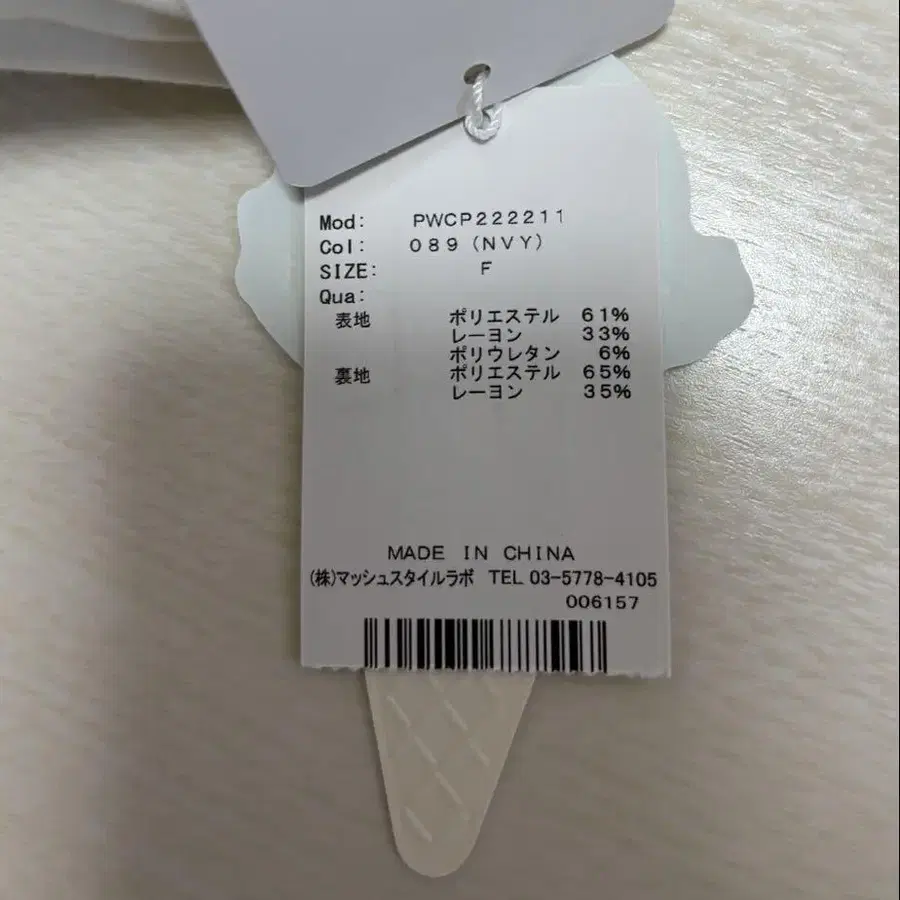 Mod: PWCP222211
Col: 089 (NVY)
SIZE: F
Qua:
表地 ポリエステル 61%
レーヨン 33%
ポリウレタン 6%
裏地 ポリエステル 65%
レーヨン 35%
MADE IN CHINA
(株)マッシュスタイルラボ TEL 03-5778-4105
006157